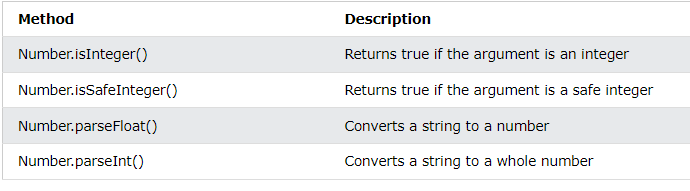 Method Description
Number.isInteger() Returns true if the argument is an integer
Number.isSafeInteger() Returns true if the argument is a safe integer
Number.parseFloat() Converts a string to a number
Number.parseInt() Converts a string to a whole number